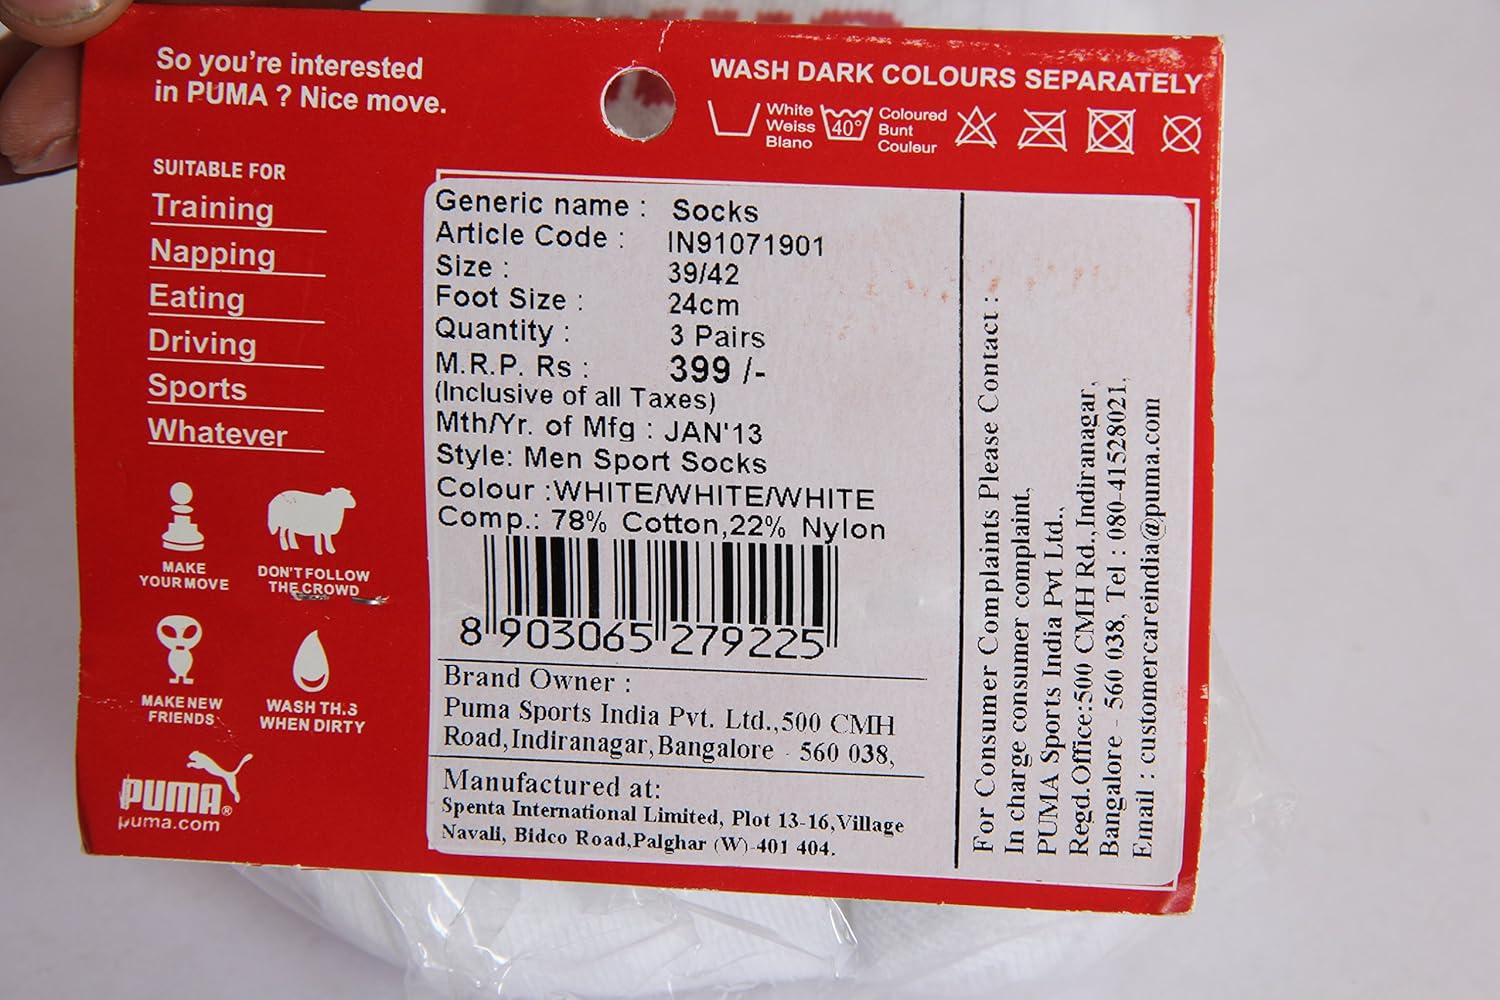 So you're interested
in PUMA ? Nice move.
SUITABLE FOR
Training
Napping
Eating
Driving
Sports
Whatever
MAKE
YOUR MOVE
DON'T FOLLOW
THE CROWD
MAKE NEW
FRIENDS
WASH THIS
WHEN DIRTY
PUMA®
puma.com
WASH DARK COLOURS SEPARATELY
White
Weiss
Blanc
40°
Coloured
Bunt
Couleur
Generic name : Socks
Article Code : IN91071901
Size : 39/42
Foot Size : 24cm
Quantity : 3 Pairs
M.R.P. Rs : 399 /-
(Inclusive of all Taxes)
Mth/Yr. of Mfg : JAN'13
Style: Men Sport Socks
Colour :WHITE/WHITE/WHITE
Comp.: 78% Cotton,22% Nylon
8 903065 279225
Brand Owner :
Puma Sports India Pvt. Ltd.,500 CMH
Road,Indiranagar,Bangalore - 560 038,
Manufactured at:
Spenta International Limited, Plot 13-16,Village
Navali, Bidco Road,Palghar (W)-401 404.
For Consumer Complaints Please Contact :
In charge consumer complaint,
PUMA Sports India Pvt Ltd.,
Regd.Office:500 CMH Rd.,Indiranagar,
Bangalore - 560 038, Tel : 080-41528021,
Email : customercareindia@puma.com